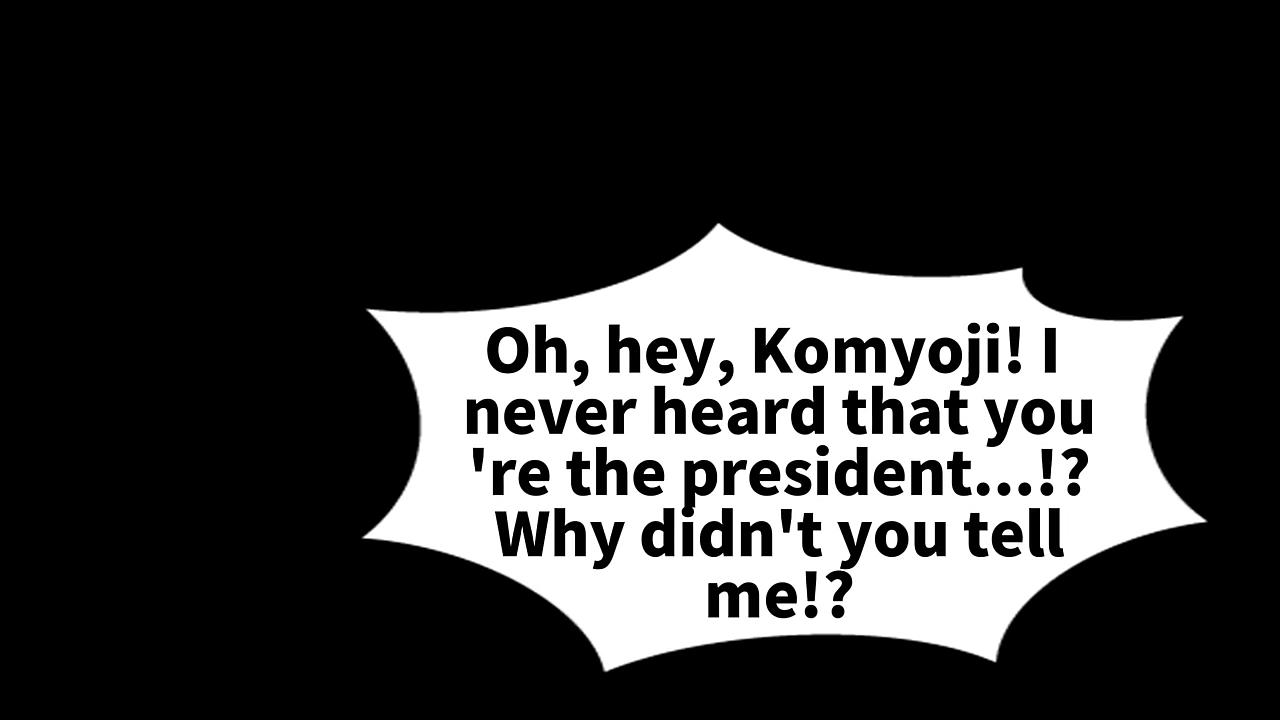 Oh, hey, Komyoji! I
never heard that you
're the president...!?
Why didn't you tell
me!?